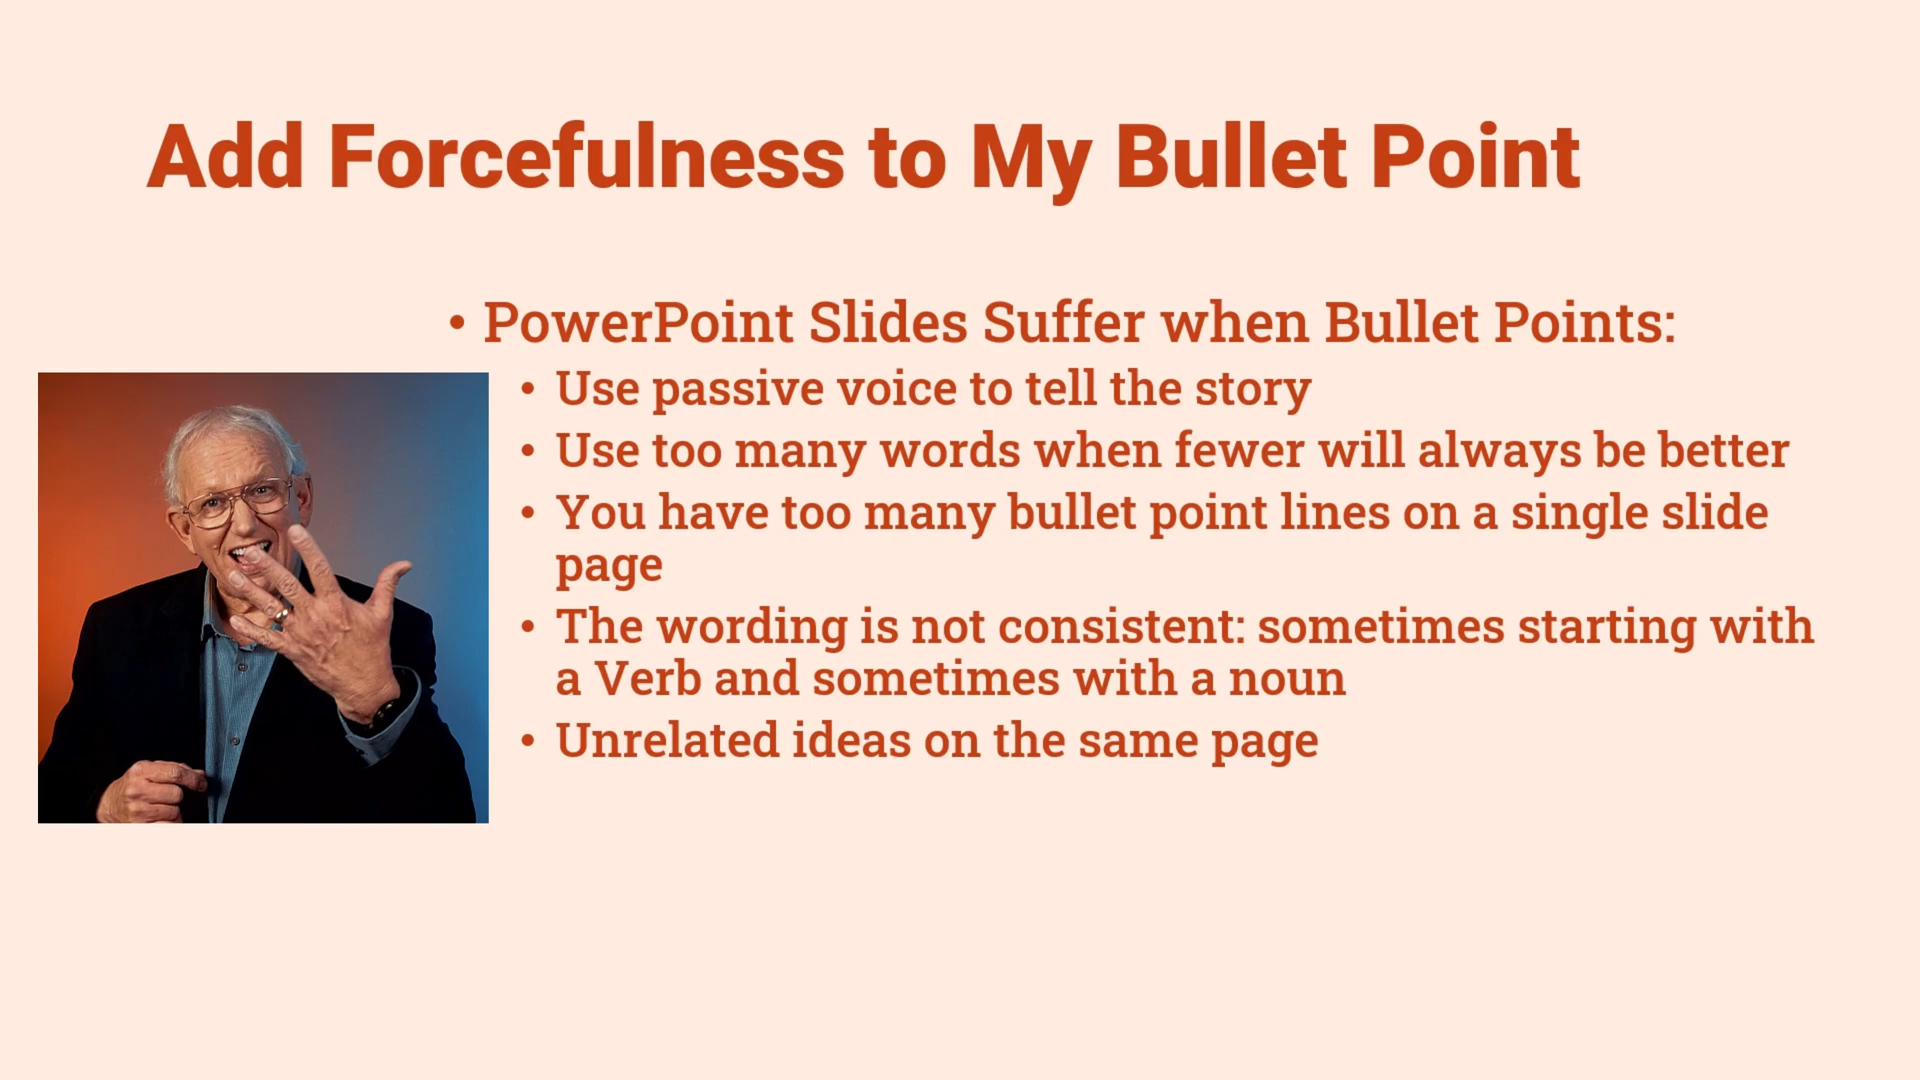 Add Forcefulness to My Bullet Point
• PowerPoint Slides Suffer when Bullet Points:
• Use passive voice to tell the story
• Use too many words when fewer will always be better
• You have too many bullet point lines on a single slide
page
• The wording is not consistent: sometimes starting with
a Verb and sometimes with a noun
• Unrelated ideas on the same page